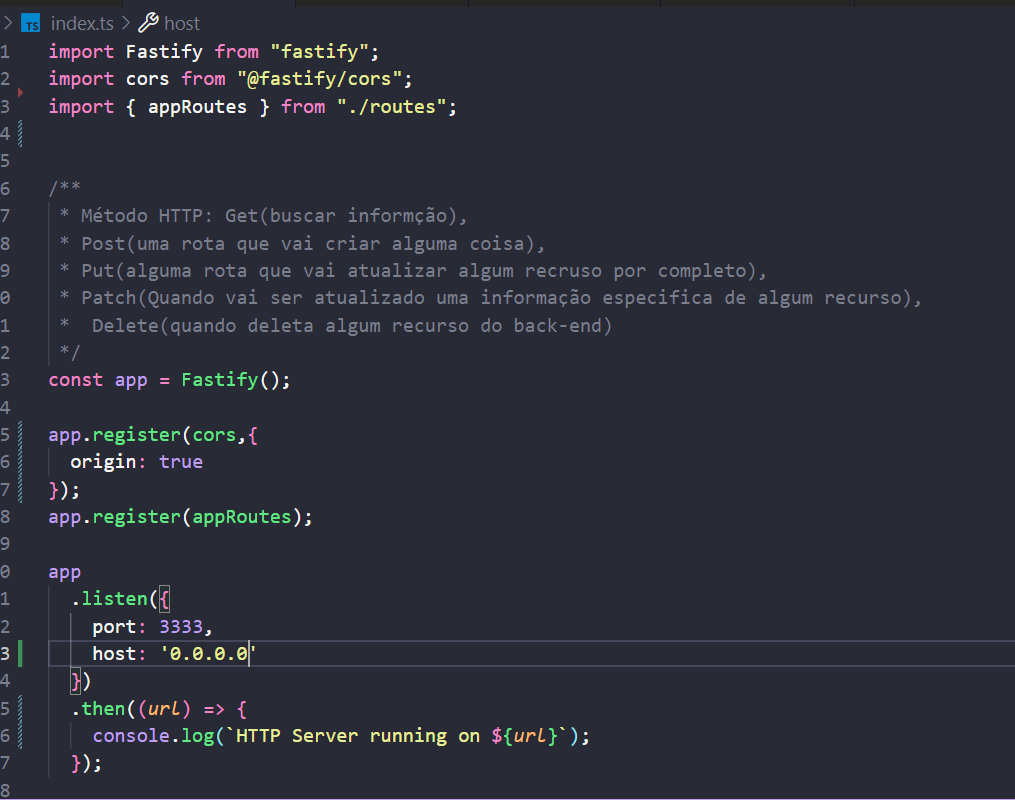 index.ts > host
1 import Fastify from "fastify";
2 import cors from "@fastify/cors";
3 import { appRoutes } from "./routes";
4
5
6 /**
7 * Método HTTP: Get(buscar informção),
8 * Post(uma rota que vai criar alguma coisa),
9 * Put(alguma rota que vai atualizar algum recruso por completo),
0 * Patch(Quando vai ser atualizado uma informação especifica de algum recurso),
1 *  Delete(quando deleta algum recurso do back-end)
2 */
3 const app = Fastify();
4
5 app.register(cors,{
6   origin: true
7 });
8 app.register(appRoutes);
9
0 app
1   .listen({
2     port: 3333,
3     host: '0.0.0.0'
4   })
5   .then((url) => {
6     console.log(`HTTP Server running on ${url}`);
7   });
8